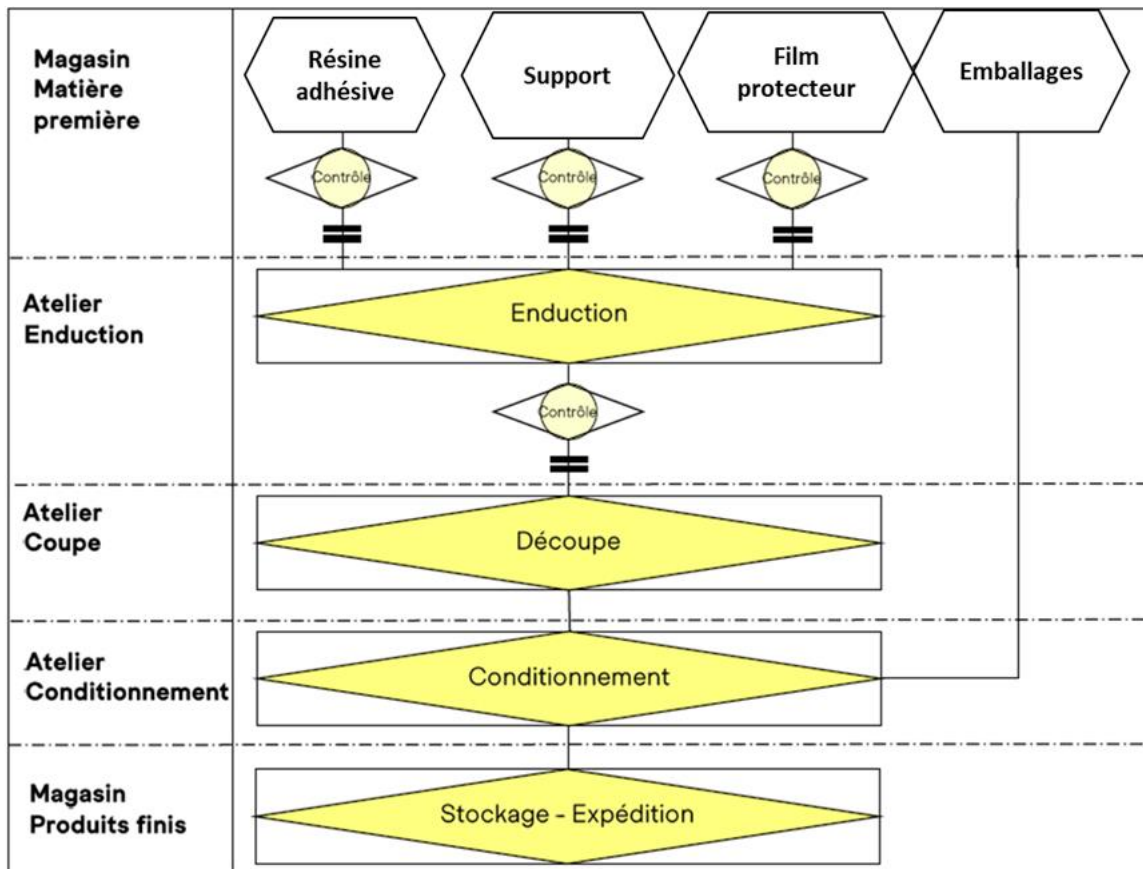 Magasin
Matière
première
Résine
adhésive
Support
Film
protecteur
Emballages
Contrôle
Contrôle
Contrôle
Atelier
Enduction
Enduction
Contrôle
Atelier
Coupe
Découpe
Atelier
Conditionnement
Conditionnement
Magasin
Produits finis
Stockage - Expédition